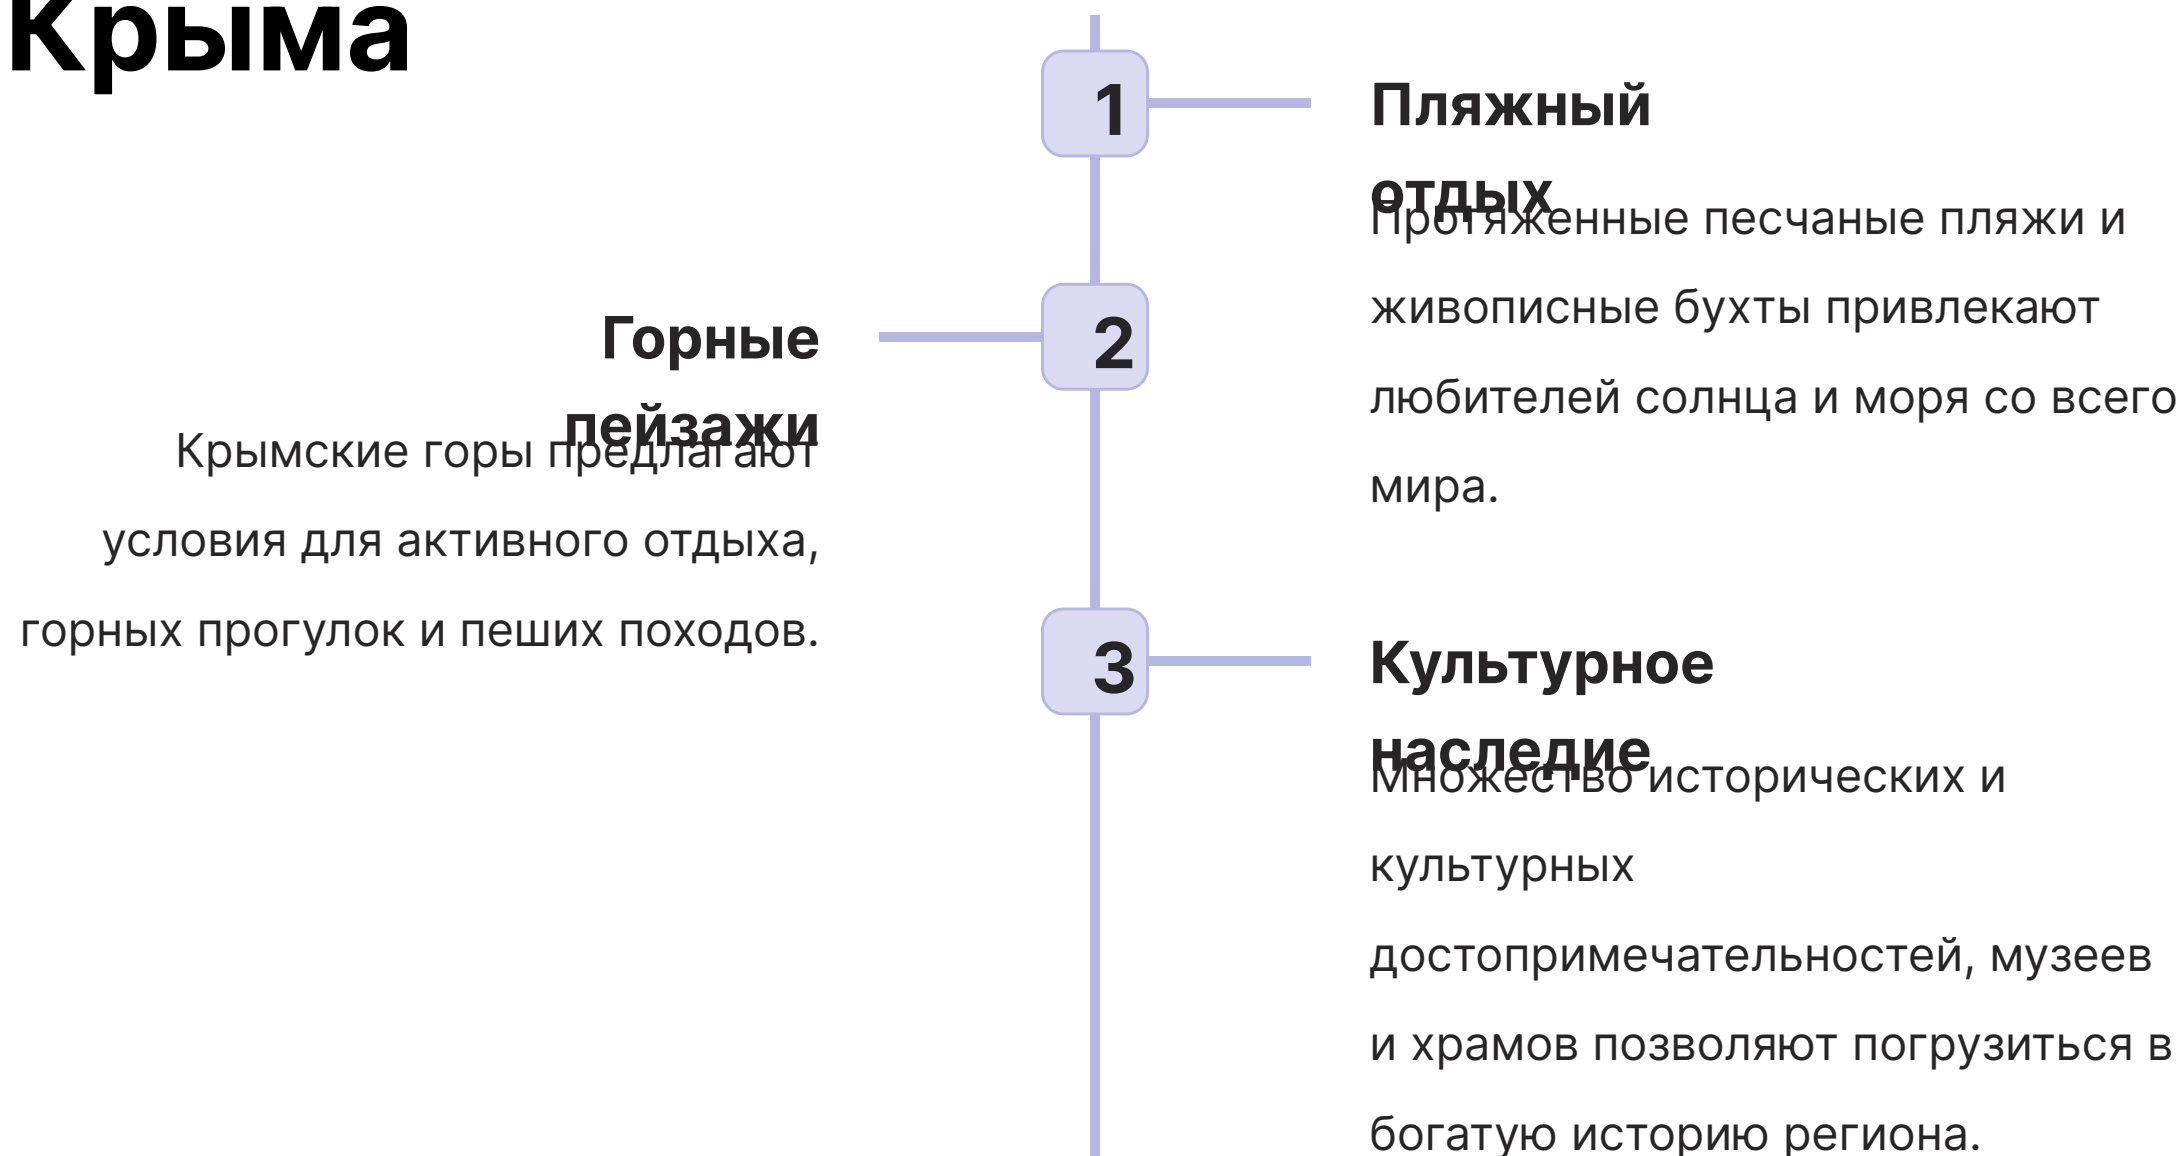 Крыма
1
Пляжный
отдых
Протяженные песчаные пляжи и
живописные бухты привлекают
любителей солнца и моря со всего
мира.
2
Горные
пейзажи
Крымские горы предлагают
условия для активного отдыха,
горных прогулок и пеших походов.
3
Культурное
наследие
Множество исторических и
культурных
достопримечательностей, музеев
и храмов позволяют погрузиться в
богатую историю региона.